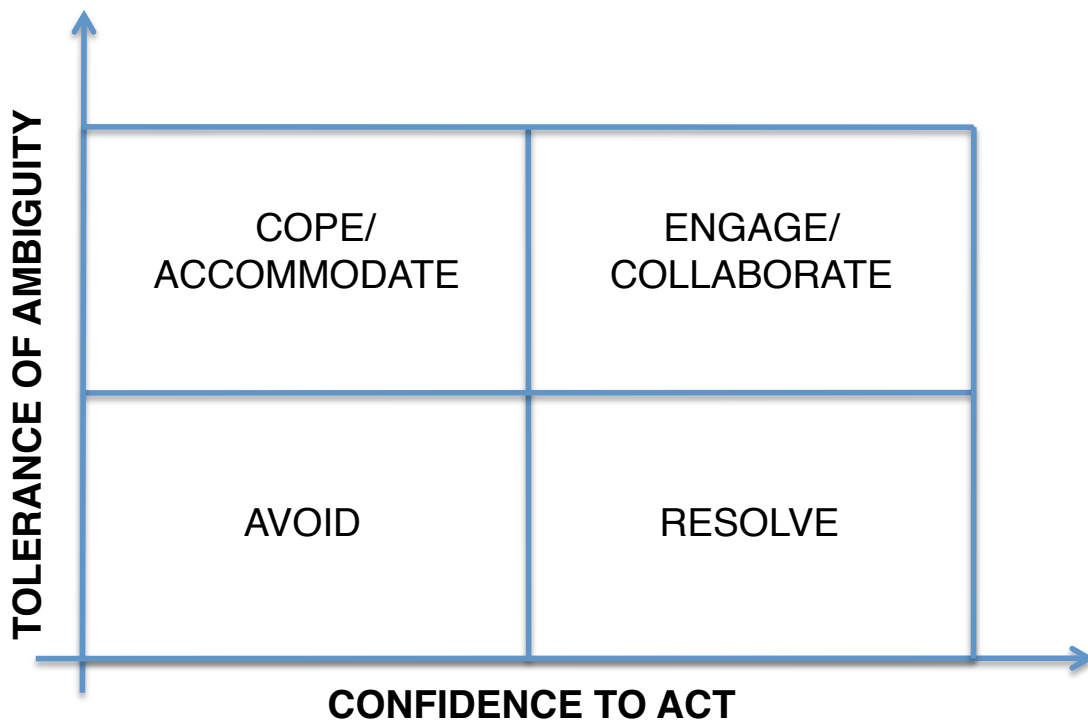 TOLERANCE OF AMBIGUITY
COPE/
ACCOMMODATE
ENGAGE/
COLLABORATE
AVOID
RESOLVE
CONFIDENCE TO ACT